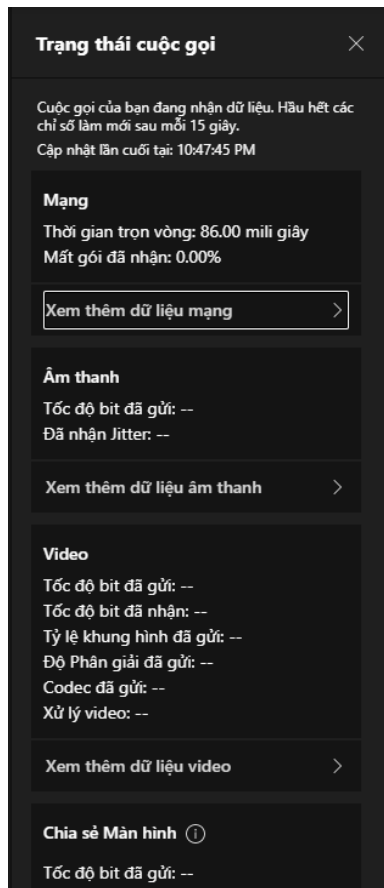 Trạng thái cuộc gọi
Cuộc gọi của bạn đang nhận dữ liệu. Hầu hết các
chỉ số làm mới sau mỗi 15 giây.
Cập nhật lần cuối tại: 10:47:45 PM
Mạng
Thời gian trọn vòng: 86.00 mili giây
Mất gói đã nhận: 0.00%
Xem thêm dữ liệu mạng
Âm thanh
Tốc độ bit đã gửi: --
Đã nhận Jitter: --
Xem thêm dữ liệu âm thanh
Video
Tốc độ bit đã gửi: --
Tốc độ bit đã nhận: --
Tỷ lệ khung hình đã gửi: --
Độ Phân giải đã gửi: --
Codec đã gửi: --
Xử lý video: --
Xem thêm dữ liệu video
Chia sẻ Màn hình
Tốc độ bit đã gửi: --